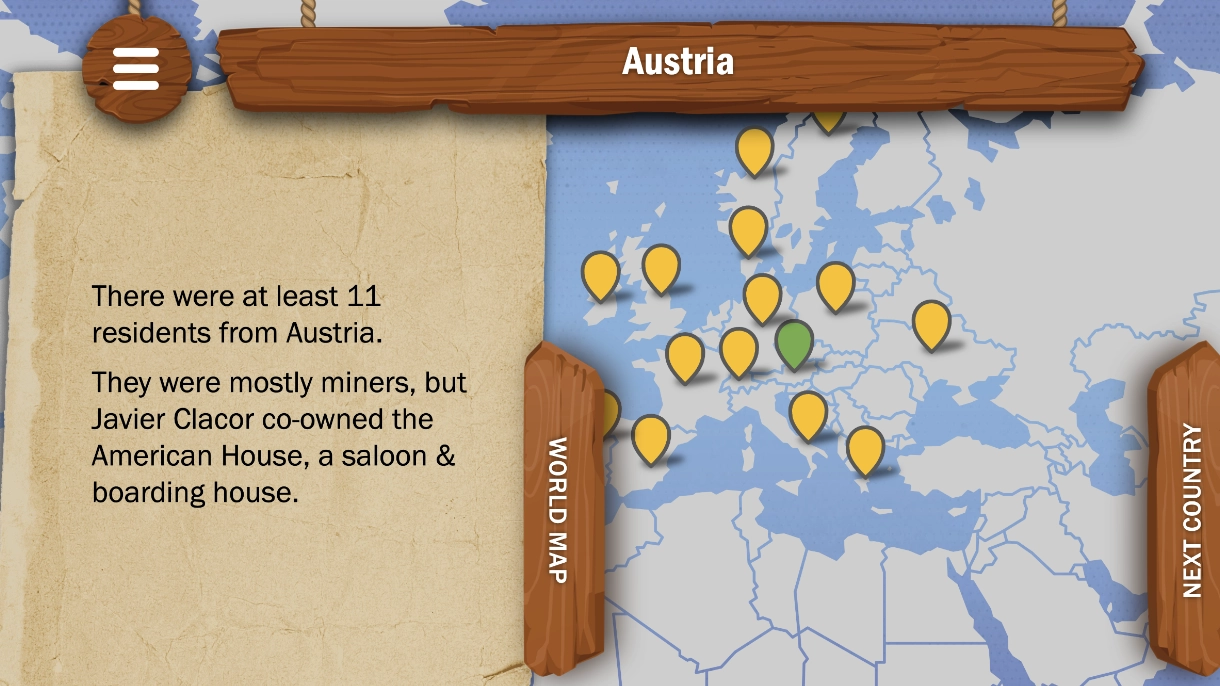 Austria
There were at least 11
residents from Austria.
They were mostly miners, but
Javier Clacor co-owned the
American House, a saloon &
boarding house.
WORLD MAP
NEXT COUNTRY